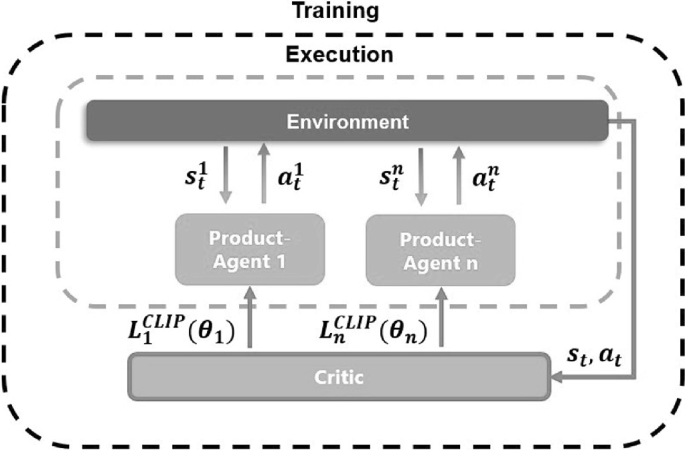 Training
Execution
Environment
s_t^1 a_t^1 s_t^n a_t^n
Product-
Agent 1
Product-
Agent n
L_1^{CLIP}(θ_1) L_n^{CLIP}(θ_n)
s_t, a_t
Critic